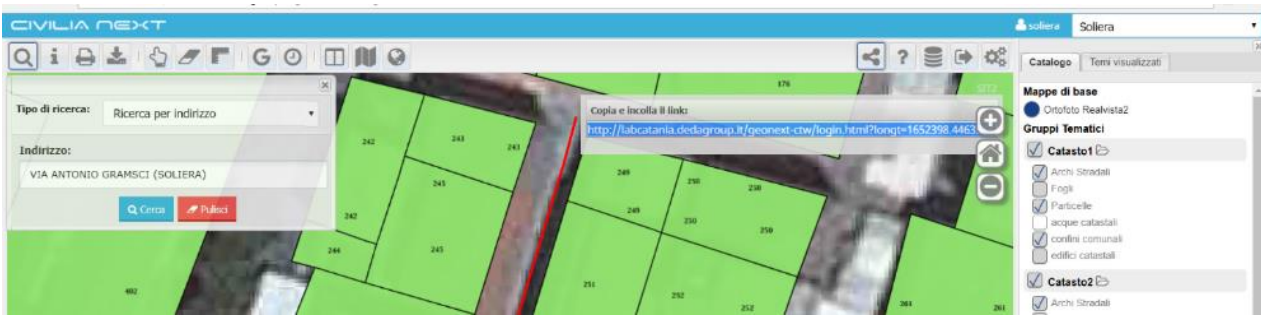 CIVILIA NEXT
soliera
Soliera
Catalogo
Temi visualizzati
Tipo di ricerca:
Ricerca per indirizzo
Indirizzo:
VIA ANTONIO GRAMSCI (SOLIERA)
Cerca
Pulisci
Copia e incolla il link:
http://labcatania.dedagroup.it/geonext-ctw/login.html?longt=1652398.4463
Mappe di base
Ortofoto Realvista2
Gruppi Tematici
Catasto1
Archi Stradali
Fogli
Particelle
acque catastali
confini comunali
edifici catastali
Catasto2
Archi Stradali
176
242
243
243
245
242
244
245
402
249
250
250
249
250
250
251
252
252
261